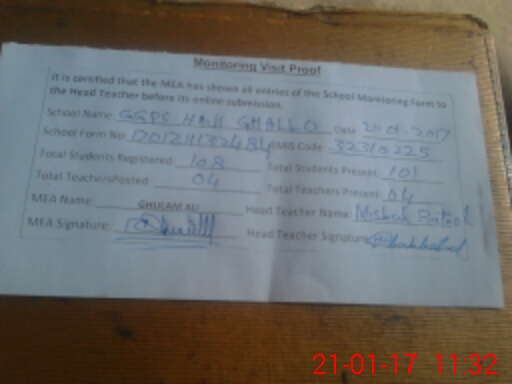 Monitoring Visit Proof
It is certified that the MEA has shown all entries of the School Monitoring Form to
the Head Teacher before its online submission.
School Name: GGPS HAJI GHALLO Date: 21-01-2017
School Form No: EMIS Code: 32310225
Total Students Registered: 108 Total Students Present: 101
Total TeachersPosted: 04 Total Teachers Present: 04
MEA Name: GHULAM ALI Head Teacher Name: Misbah Batool
MEA Signature: Head Teacher Signature
21-01-17 11:32